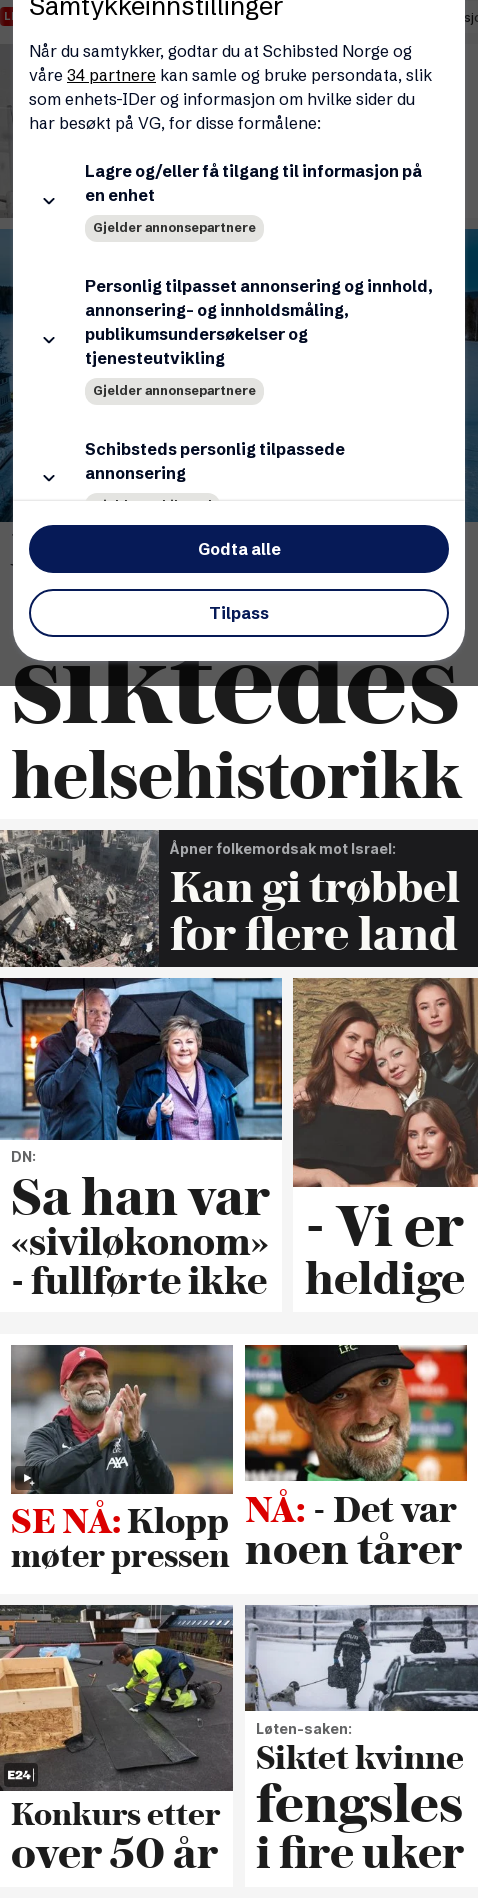 Samtykkeinnstillinger
Når du samtykker, godtar du at Schibsted Norge og
våre 34 partnere kan samle og bruke persondata, slik
som enhets-IDer og informasjon om hvilke sider du
har besøkt på VG, for disse formålene:
Lagre og/eller få tilgang til informasjon på
en enhet
Gjelder annonsepartnere
Personlig tilpasset annonsering og innhold,
annonsering- og innholdsmåling,
publikumsundersøkelser og
tjenesteutvikling
Gjelder annonsepartnere
Schibsteds personlig tilpassede
annonsering
Godta alle
Tilpass
siktedes
helsehistorikk
Åpner folkemordsak mot Israel:
Kan gi trøbbel
for flere land
DN:
Sa han var
«siviløkonom»
- fullførte ikke
- Vi er
heldige
SE NÅ: Klopp
møter pressen
NÅ: - Det var
noen tårer
E24
Konkurs etter
over 50 år
Løten-saken:
Siktet kvinne
fengsles
i fire uker